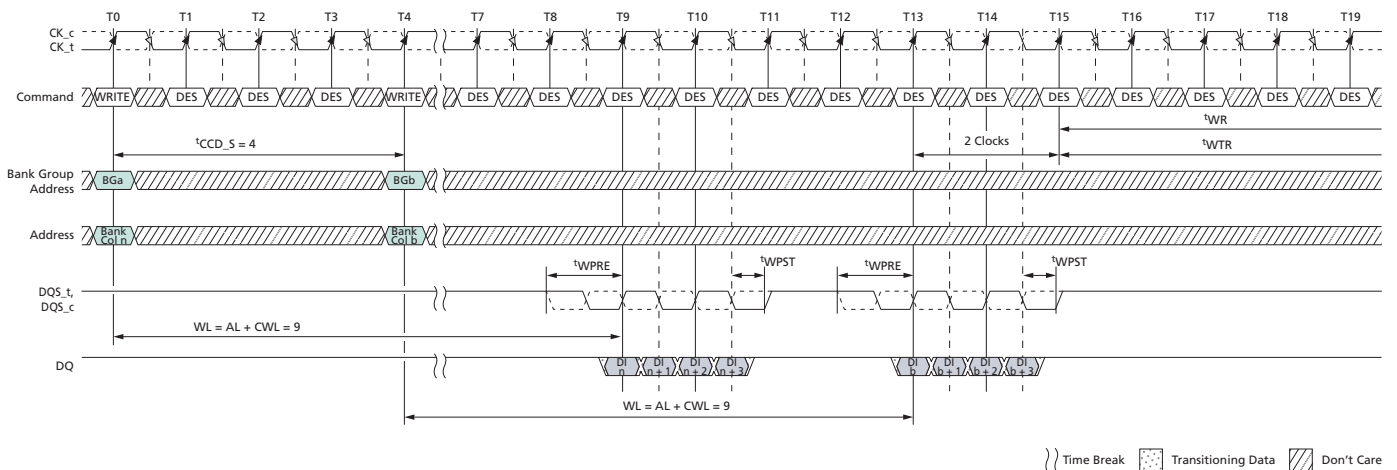 T0 T1 T2 T3 T4 T7 T8 T9 T10 T11 T12 T13 T14 T15 T16 T17 T18 T19
CK_c
CK_t
Command WRITE DES DES DES WRITE DES DES DES DES DES DES DES DES DES DES DES DES DES
tWR
tCCD_S = 4 2 Clocks tWTR
Bank Group
Address BGa BGb
Address Bank
Col n Bank
Col b
tWPRE tWPST tWPRE tWPST
DQS_t,
DQS_c
WL = AL + CWL = 9
DQ DI
n DI
n + 1 DI
n + 2 DI
n + 3 DI
b DI
b + 1 DI
b + 2 DI
b + 3
WL = AL + CWL = 9
Time Break Transitioning Data Don't Care